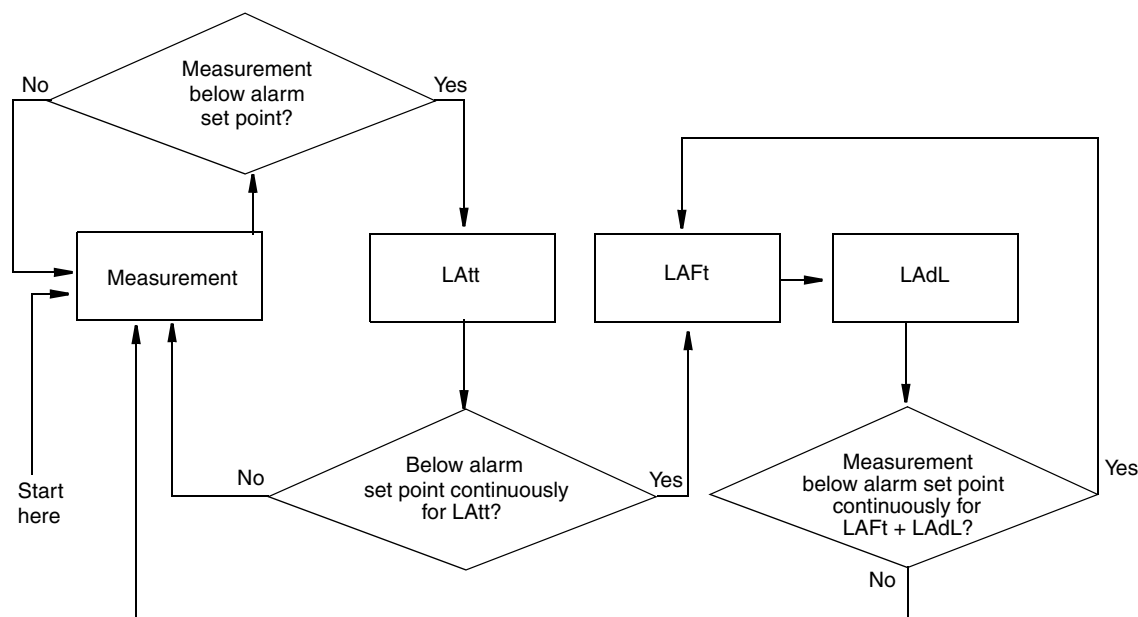 Measurement
below alarm
set point?
No
Yes
Measurement
LAtt
LAFt
LAdL
Start
here
No
Below alarm
set point continuously
for LAtt?
Yes
Measurement
below alarm set point
continuously for
LAFt + LAdL?
Yes
No